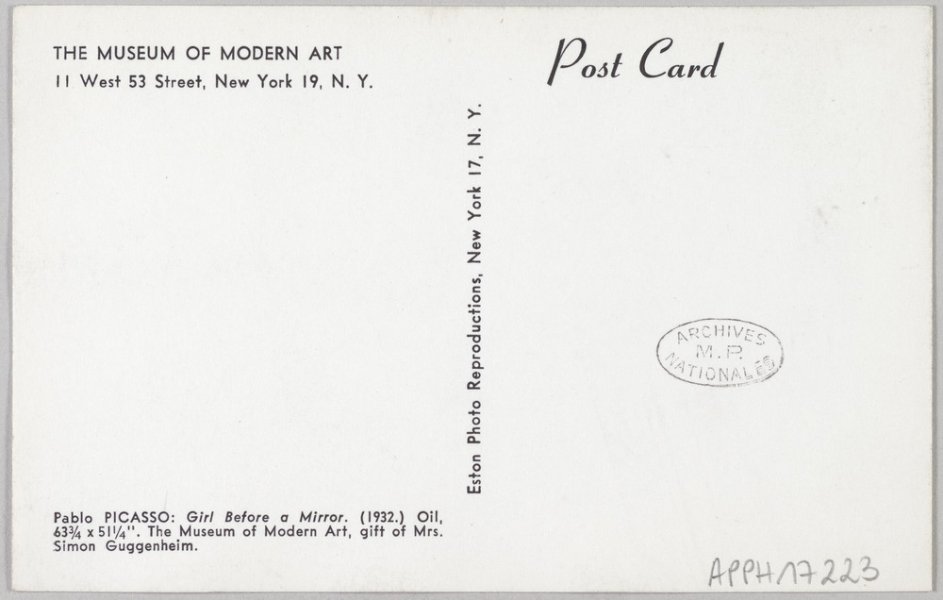 THE MUSEUM OF MODERN ART
11 West 53 Street, New York 19, N. Y.
Post Card
Eston Photo Reproductions, New York 17, N. Y.
ARCHIVES
M. P.
NATIONALES
Pablo PICASSO: Girl Before a Mirror. (1932.) Oil,
63¾ x 51¼". The Museum of Modern Art, gift of Mrs.
Simon Guggenheim.
APPH17223